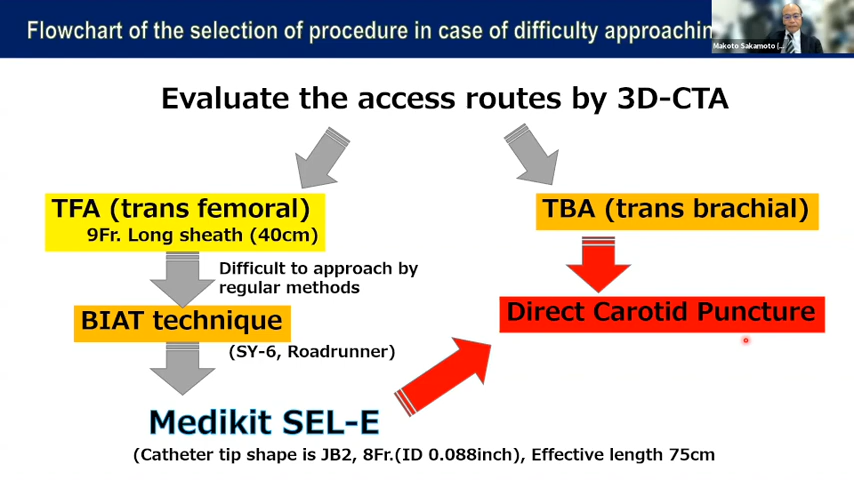 Flowchart of the selection of procedure in case of difficulty approachin
Makoto Sakamoto
Evaluate the access routes by 3D-CTA
TFA (trans femoral)
9Fr. Long sheath (40cm)
TBA (trans brachial)
Difficult to approach by
regular methods
Direct Carotid Puncture
BIAT technique
(SY-6, Roadrunner)
Medikit SEL-E
(Catheter tip shape is JB2, 8Fr.(ID 0.088inch), Effective length 75cm